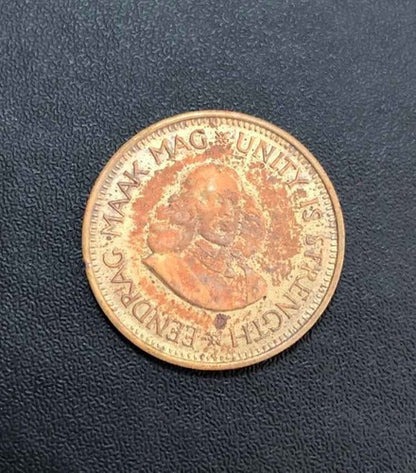 EENDRAG · MAAK MAG * UNITY · IS STRENGTH *